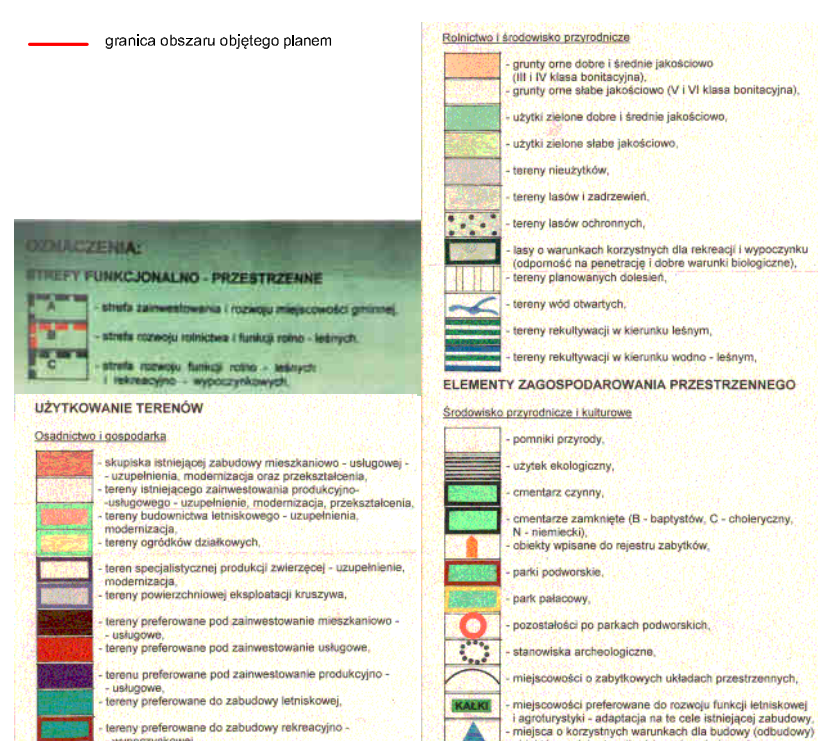 granica obszaru objętego planem
OZNACZENIA:
STREFY FUNKCJONALNO - PRZESTRZENNE
A
- strefa zainwestowania i rozwoju miejscowości gminnej,
B
- strefa rozwoju rolnictwa i funkcji rolno - leśnych,
C
- strefa rozwoju funkcji rolno - leśnych
i rekreacyjno - wypoczynkowych,
UŻYTKOWANIE TERENÓW
Osadnictwo i gospodarka
- skupiska istniejącej zabudowy mieszkaniowo - usługowej -
- uzupełnienia, modernizacja oraz przekształcenia,
- tereny istniejącego zainwestowania produkcyjno-
-usługowego - uzupełnienie, modernizacja, przekształcenia,
- tereny budownictwa letniskowego - uzupełnienia,
modernizacja,
- tereny ogródków działkowych,
- teren specjalistycznej produkcji zwierzęcej - uzupełnienie,
modernizacja,
- tereny powierzchniowej eksploatacji kruszywa,
- tereny preferowane pod zainwestowanie mieszkaniowo -
- usługowe,
- tereny preferowane pod zainwestowanie usługowe,
- terenu preferowane pod zainwestowanie produkcyjno -
- usługowe,
- tereny preferowane do zabudowy letniskowej,
- tereny preferowane do zabudowy rekreacyjno -
Rolnictwo i środowisko przyrodnicze
- grunty orne dobre i średnie jakościowo
(III i IV klasa bonitacyjna),
- grunty orne słabe jakościowo (V i VI klasa bonitacyjna),
- użytki zielone dobre i średnie jakościowo,
- użytki zielone słabe jakościowo,
- tereny nieużytków,
- tereny lasów i zadrzewień,
- tereny lasów ochronnych,
- lasy o warunkach korzystnych dla rekreacji i wypoczynku
(odporność na penetrację i dobre warunki biologiczne),
- tereny planowanych dolesień,
- tereny wód otwartych,
- tereny rekultywacji w kierunku leśnym,
- tereny rekultywacji w kierunku wodno - leśnym,
ELEMENTY ZAGOSPODAROWANIA PRZESTRZENNEGO
Środowisko przyrodnicze i kulturowe
- pomniki przyrody,
- użytek ekologiczny,
- cmentarz czynny,
- cmentarze zamknięte (B - baptystów, C - choleryczny,
N - niemiecki),
- obiekty wpisane do rejestru zabytków,
- parki podworskie,
- park pałacowy,
- pozostałości po parkach podworskich,
- stanowiska archeologiczne,
- miejscowości o zabytkowych układach przestrzennych,
KAŁKI
- miejscowości preferowane do rozwoju funkcji letniskowej
i agroturystyki - adaptacja na te cele istniejącej zabudowy,
- miejsca o korzystnych warunkach dla budowy (odbudowy)